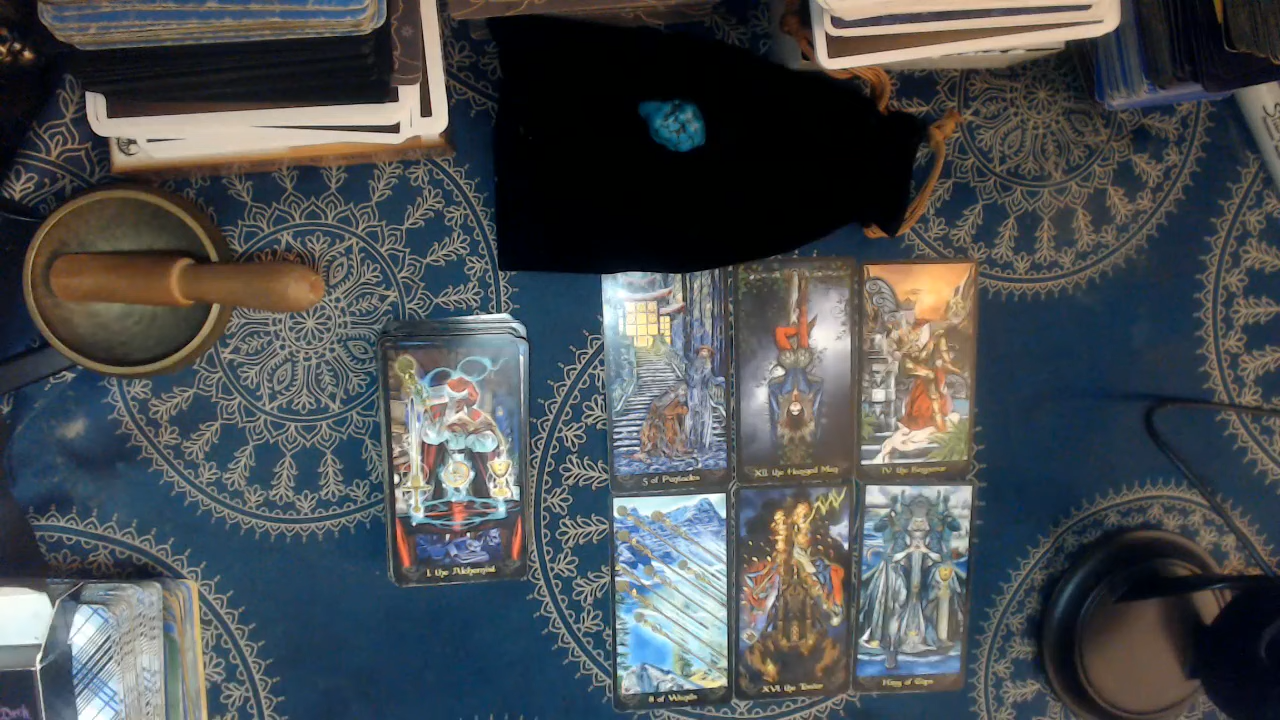 5 of Pentacles
XII the Hanged Man
IV the Emperor
I. the Alchemist
8 of Wands
XVI the Tower
King of Cups
Deck